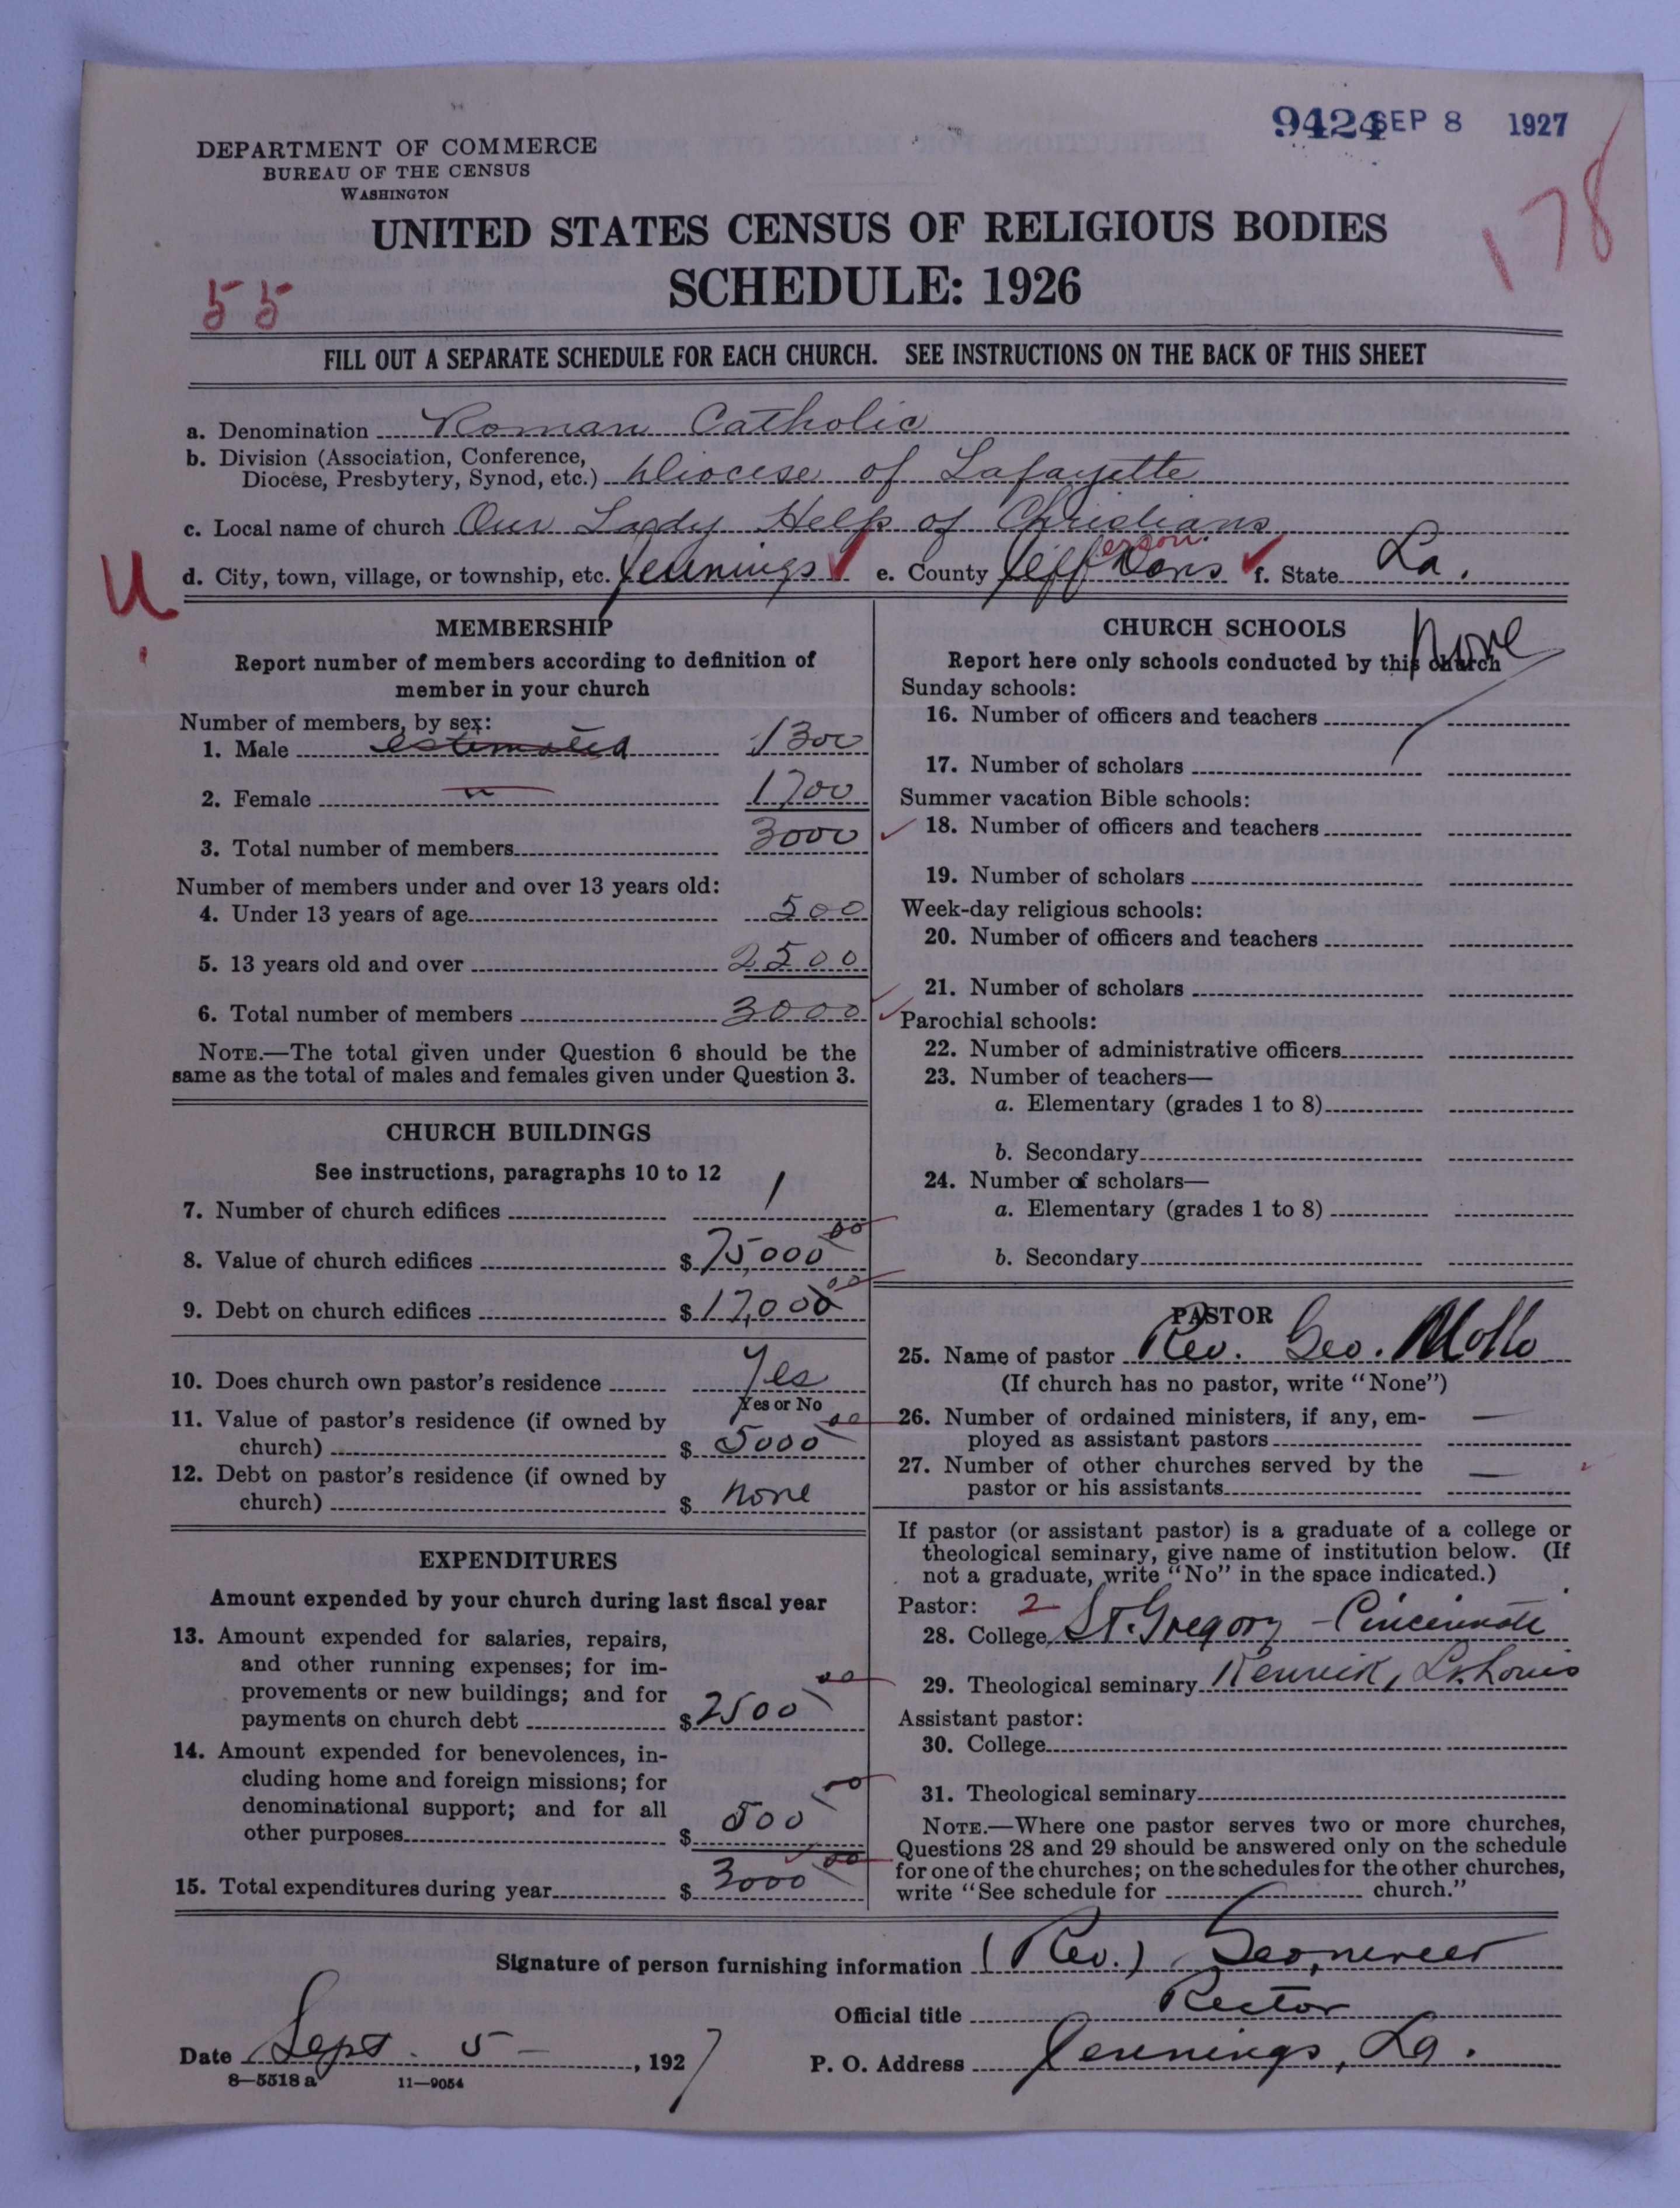 9424 SEP 8 1927
DEPARTMENT OF COMMERCE
BUREAU OF THE CENSUS
WASHINGTON
178
UNITED STATES CENSUS OF RELIGIOUS BODIES
SCHEDULE: 1926
55
FILL OUT A SEPARATE SCHEDULE FOR EACH CHURCH. SEE INSTRUCTIONS ON THE BACK OF THIS SHEET
a. Denomination Roman Catholic
b. Division (Association, Conference,
Diocese, Presbytery, Synod, etc.) Diocese of Lafayette
c. Local name of church Our Lady Help of Christians
d. City, town, village, or township, etc. Jennings e. County Jeff erson Davis f. State La.
U
MEMBERSHIP
Report number of members according to definition of
member in your church
Number of members, by sex:
1. Male estimated 1300
2. Female " 1700
3. Total number of members 3000
Number of members under and over 13 years old:
4. Under 13 years of age 500
5. 13 years old and over 2500
6. Total number of members 3000
NOTE.—The total given under Question 6 should be the
same as the total of males and females given under Question 3.
CHURCH BUILDINGS
See instructions, paragraphs 10 to 12
7. Number of church edifices 1
8. Value of church edifices $ 75,000 00
9. Debt on church edifices $ 17,000 00
10. Does church own pastor's residence Yes
Yes or No
11. Value of pastor's residence (if owned by
church) $ 5000 00
12. Debt on pastor's residence (if owned by
church) $ none
EXPENDITURES
Amount expended by your church during last fiscal year
13. Amount expended for salaries, repairs,
and other running expenses; for im-
provements or new buildings; and for
payments on church debt $ 2500 00
14. Amount expended for benevolences, in-
cluding home and foreign missions; for
denominational support; and for all
other purposes $ 500 00
15. Total expenditures during year $ 3000 00
CHURCH SCHOOLS
None
Report here only schools conducted by this church
Sunday schools:
16. Number of officers and teachers
17. Number of scholars
Summer vacation Bible schools:
18. Number of officers and teachers
19. Number of scholars
Week-day religious schools:
20. Number of officers and teachers
21. Number of scholars
Parochial schools:
22. Number of administrative officers
23. Number of teachers—
a. Elementary (grades 1 to 8)
b. Secondary
24. Number of scholars—
a. Elementary (grades 1 to 8)
b. Secondary
PASTOR
25. Name of pastor Rev. Geo.
(If church has no pastor, write "None")
26. Number of ordained ministers, if any, em-
ployed as assistant pastors —
27. Number of other churches served by the
pastor or his assistants —
If pastor (or assistant pastor) is a graduate of a college or
theological seminary, give name of institution below. (If
not a graduate, write "No" in the space indicated.)
Pastor: 2
28. College St. Gregory - Cincinnati
29. Theological seminary Kenrick, St. Louis
Assistant pastor:
30. College
31. Theological seminary
NOTE.—Where one pastor serves two or more churches,
Questions 28 and 29 should be answered only on the schedule
for one of the churches; on the schedules for the other churches,
write "See schedule for church."
Signature of person furnishing information (Rev.)
Official title Rector
Date Sept. 5 - , 1927 P. O. Address Jennings, La.
8—5518 a 11—9054